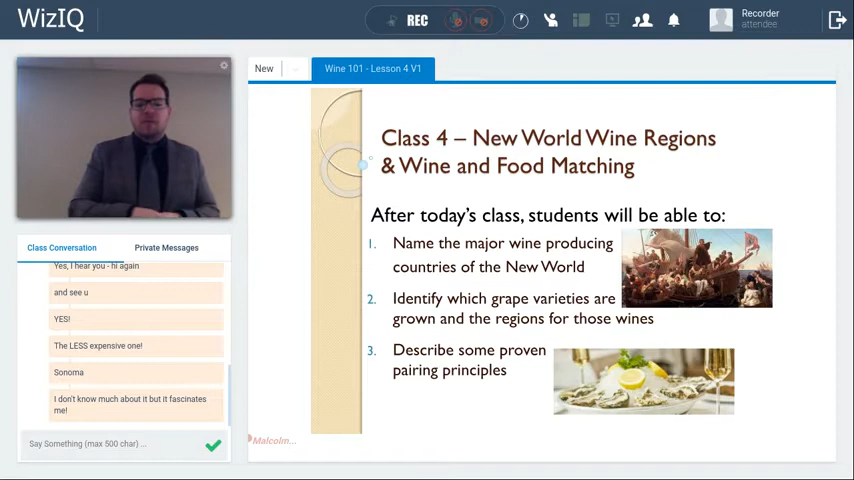 WizIQ
REC
Recorder
attendee
New
Wine 101 - Lesson 4 V1
Class 4 – New World Wine Regions
& Wine and Food Matching
After today's class, students will be able to:
1. Name the major wine producing
countries of the New World
2. Identify which grape varieties are
grown and the regions for those wines
3. Describe some proven
pairing principles
Malcolm...
Class Conversation
Private Messages
Yes, I hear you - hi again
and see u
YES!
The LESS expensive one!
Sonoma
I don't know much about it but it fascinates
me!
Say Something (max 500 char) ...